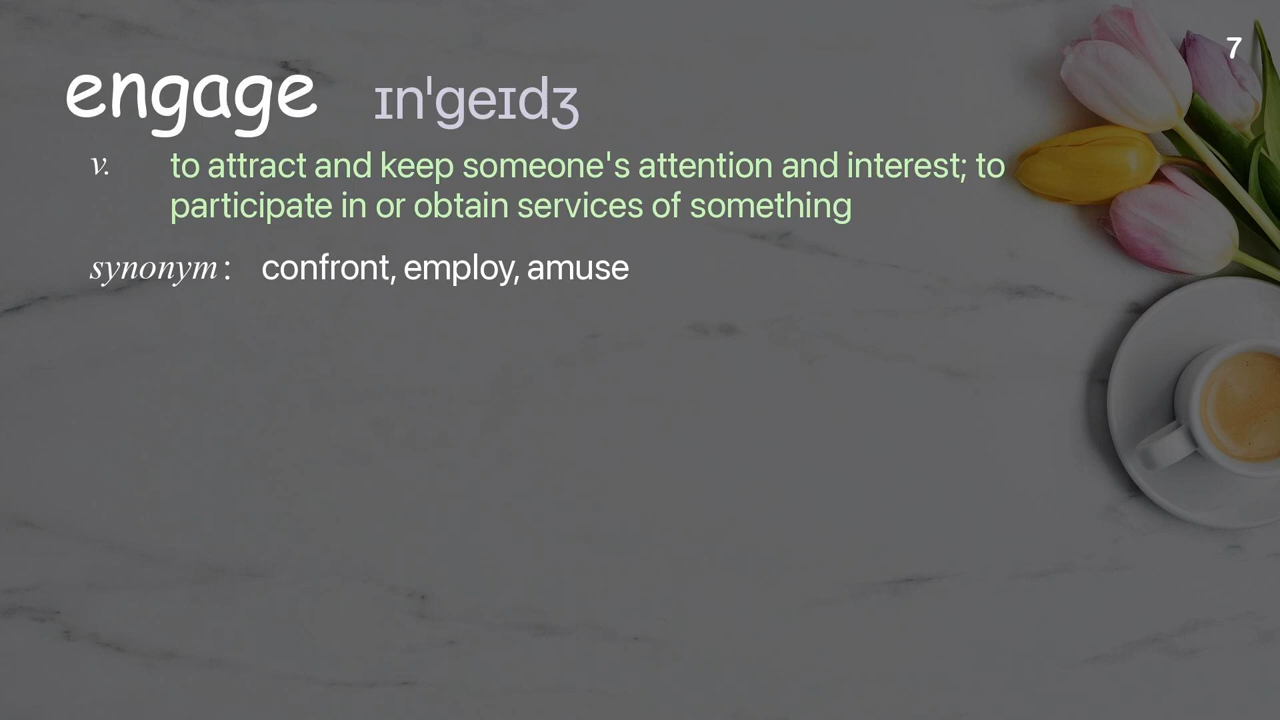 7
engage ɪnˈgeɪdʒ
v. to attract and keep someone's attention and interest; to
participate in or obtain services of something
synonym: confront, employ, amuse